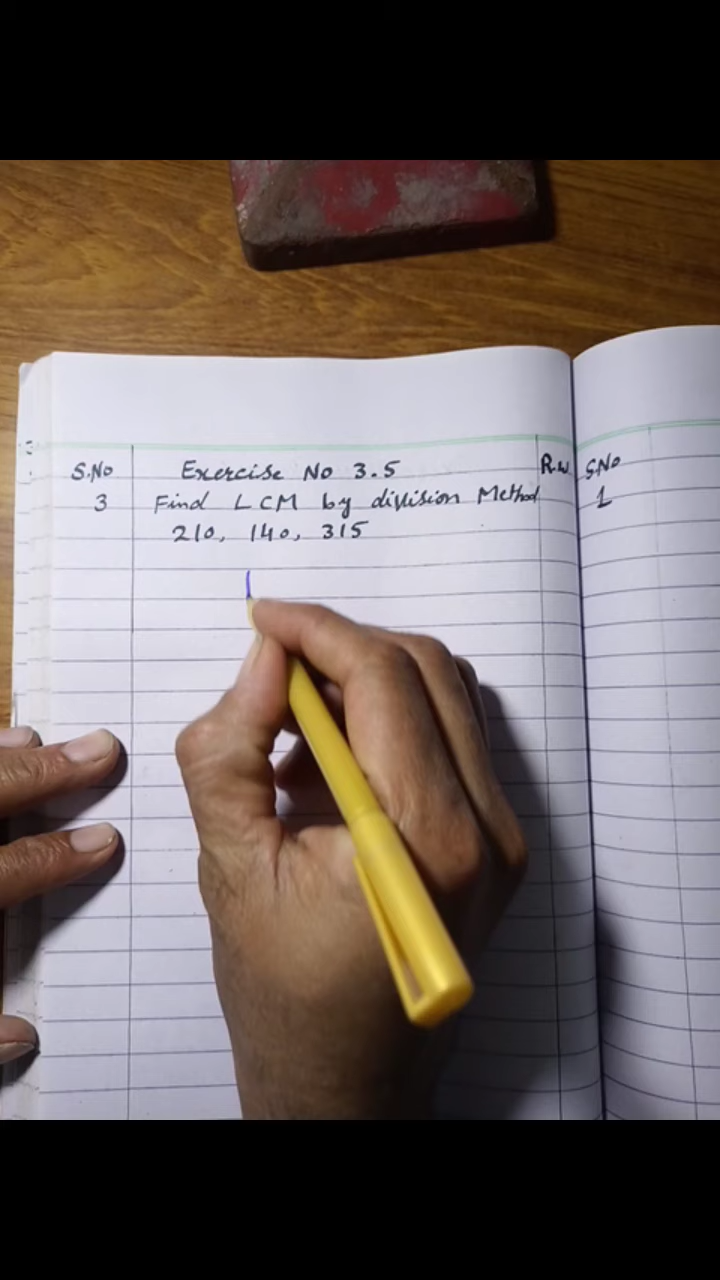 S.No Exercise No 3.5 R.W. S.No
3 Find LCM by division Method 1
210, 140, 315